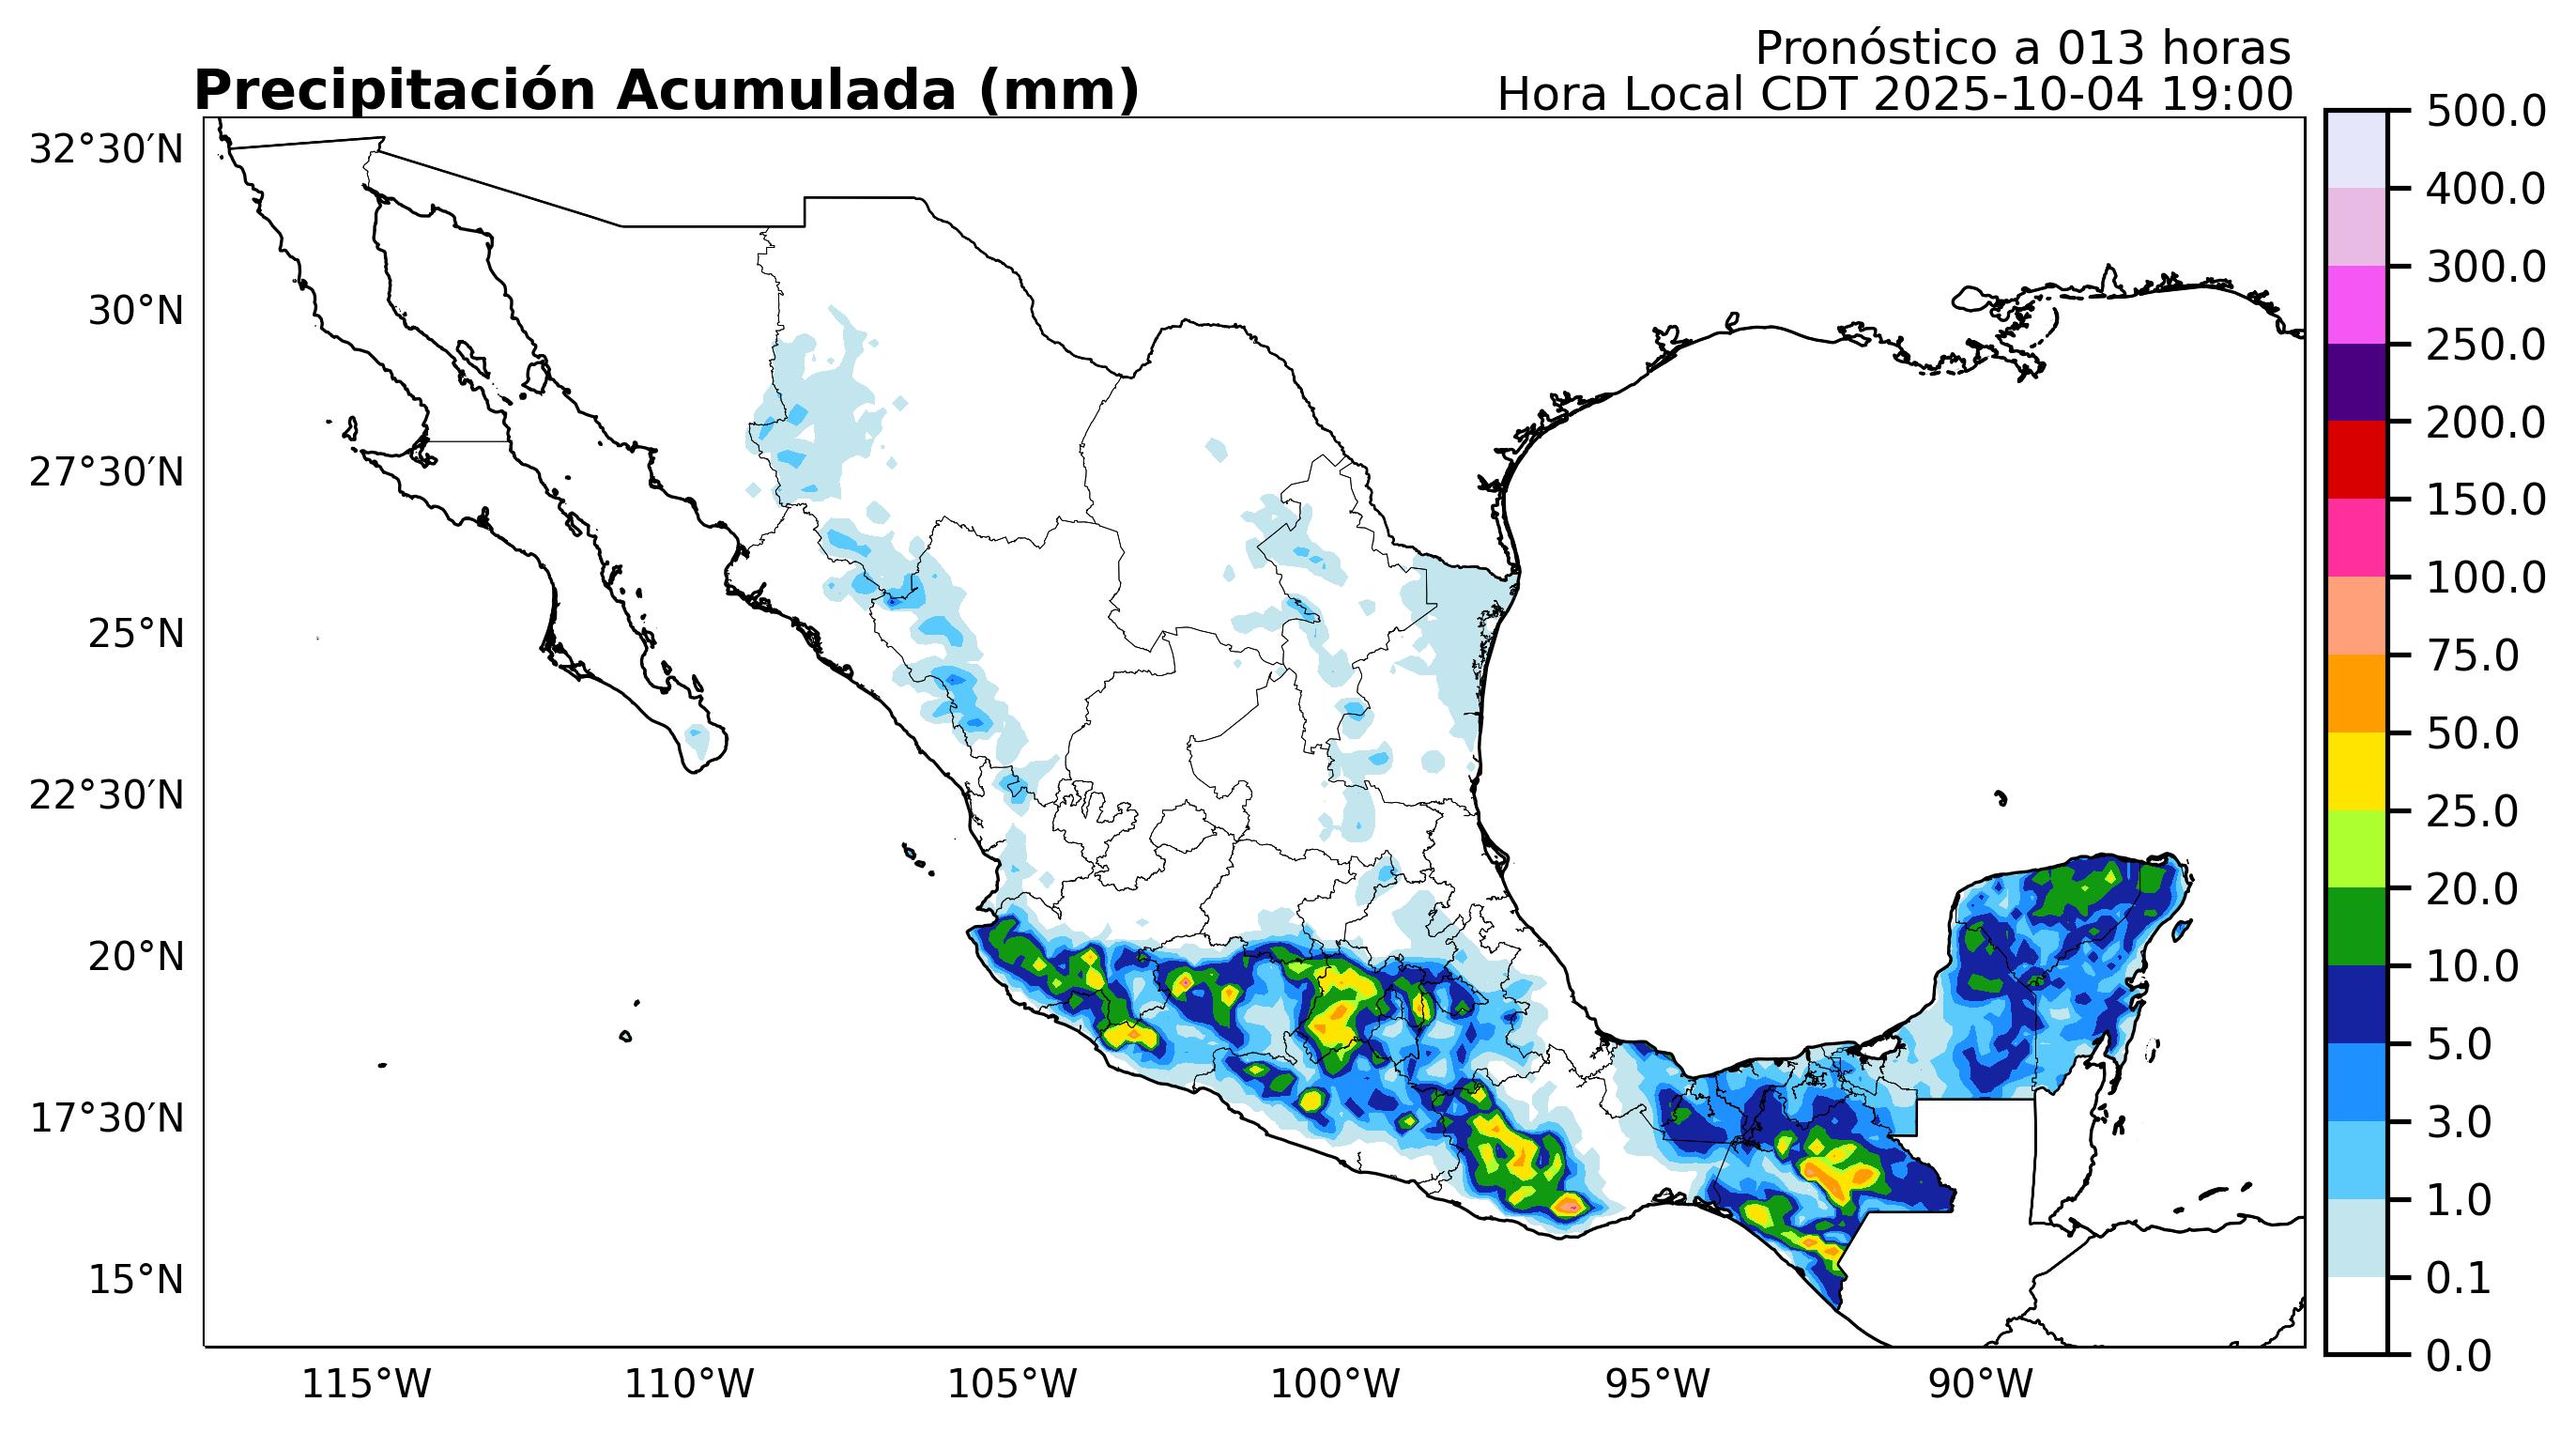 Pronóstico a 013 horas
Precipitación Acumulada (mm)
Hora Local CDT 2025-10-04 19:00
32°30′N
30°N
27°30′N
25°N
22°30′N
20°N
17°30′N
15°N
115°W
110°W
105°W
100°W
95°W
90°W
500.0
400.0
300.0
250.0
200.0
150.0
100.0
75.0
50.0
25.0
20.0
10.0
5.0
3.0
1.0
0.1
0.0